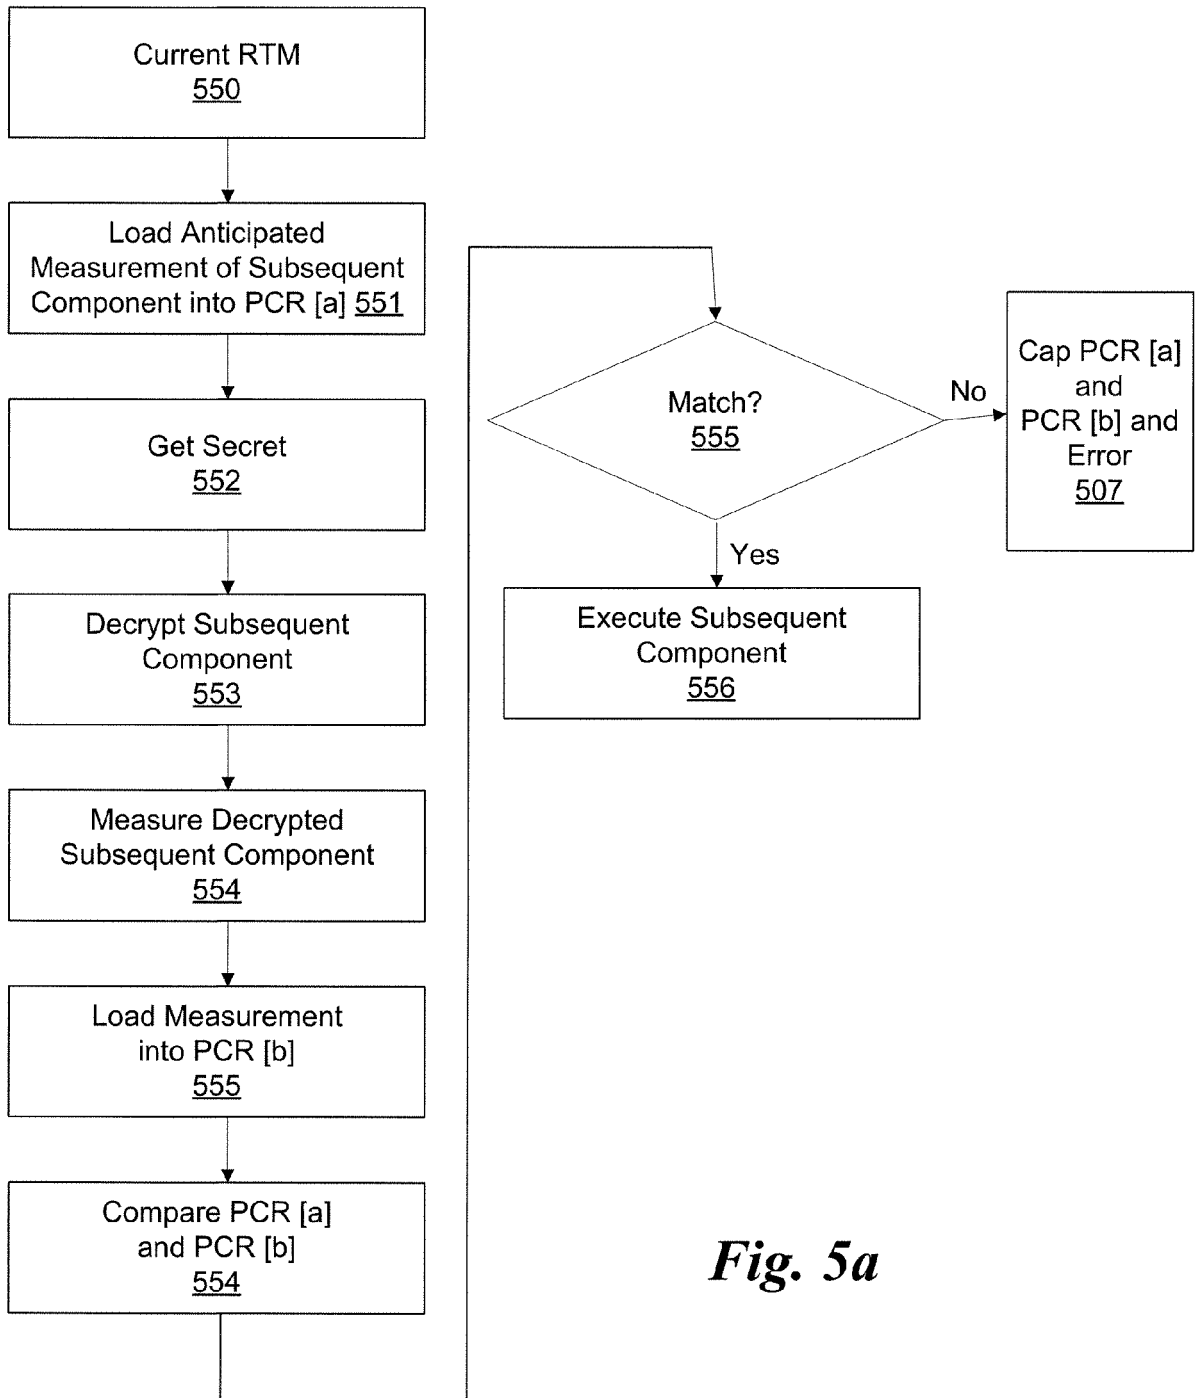 Current RTM
550
Load Anticipated
Measurement of Subsequent
Component into PCR [a] 551
Get Secret
552
Decrypt Subsequent
Component
553
Measure Decrypted
Subsequent Component
554
Load Measurement
into PCR [b]
555
Compare PCR [a]
and PCR [b]
554
Match?
555
No
Cap PCR [a]
and
PCR [b] and
Error
507
Yes
Execute Subsequent
Component
556
Fig. 5a